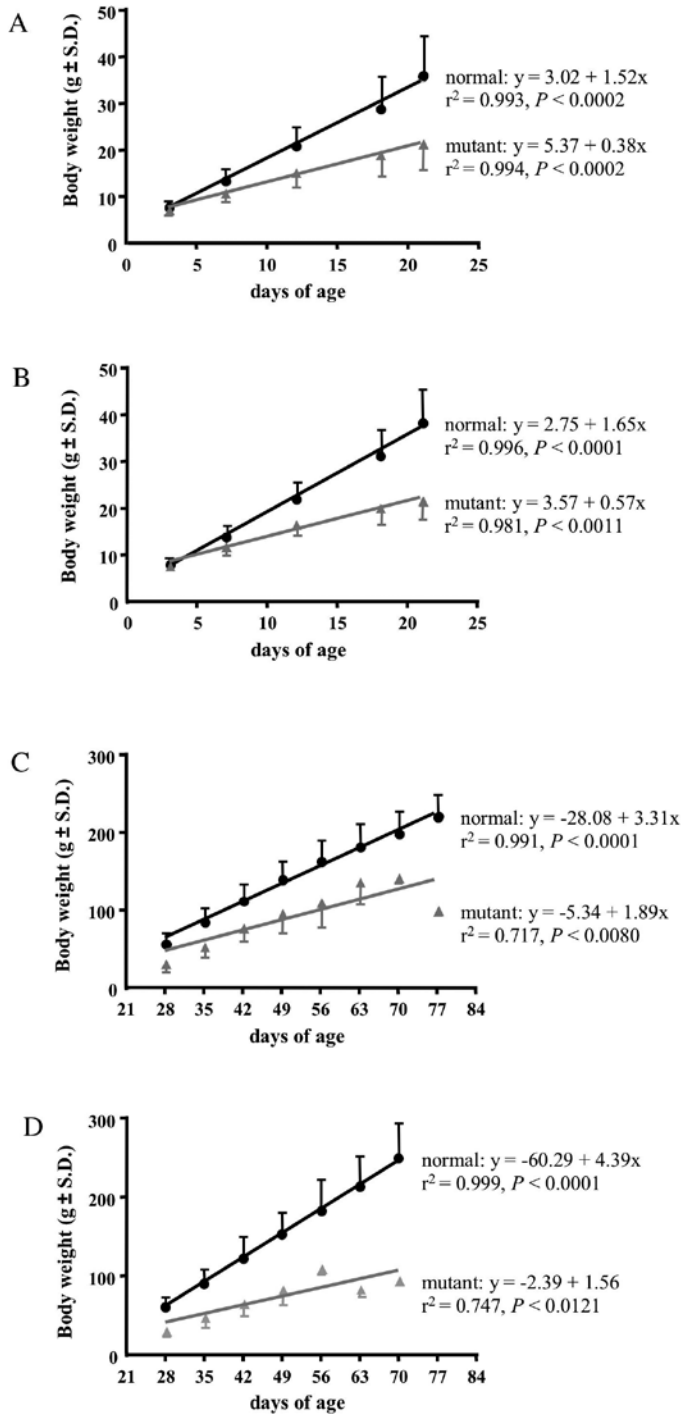 A
Body weight (g ± S.D.)
50
40
30
20
10
0
0 5 10 15 20 25
days of age
normal: y = 3.02 + 1.52x
r² = 0.993, P < 0.0002
mutant: y = 5.37 + 0.38x
r² = 0.994, P < 0.0002
B
Body weight (g ± S.D.)
50
40
30
20
10
0
0 5 10 15 20 25
days of age
normal: y = 2.75 + 1.65x
r² = 0.996, P < 0.0001
mutant: y = 3.57 + 0.57x
r² = 0.981, P < 0.0011
C
Body weight (g ± S.D.)
300
200
100
0
21 28 35 42 49 56 63 70 77 84
days of age
normal: y = -28.08 + 3.31x
r² = 0.991, P < 0.0001
mutant: y = -5.34 + 1.89x
r² = 0.717, P < 0.0080
D
Body weight (g ± S.D.)
300
200
100
0
21 28 35 42 49 56 63 70 77 84
days of age
normal: y = -60.29 + 4.39x
r² = 0.999, P < 0.0001
mutant: y = -2.39 + 1.56
r² = 0.747, P < 0.0121